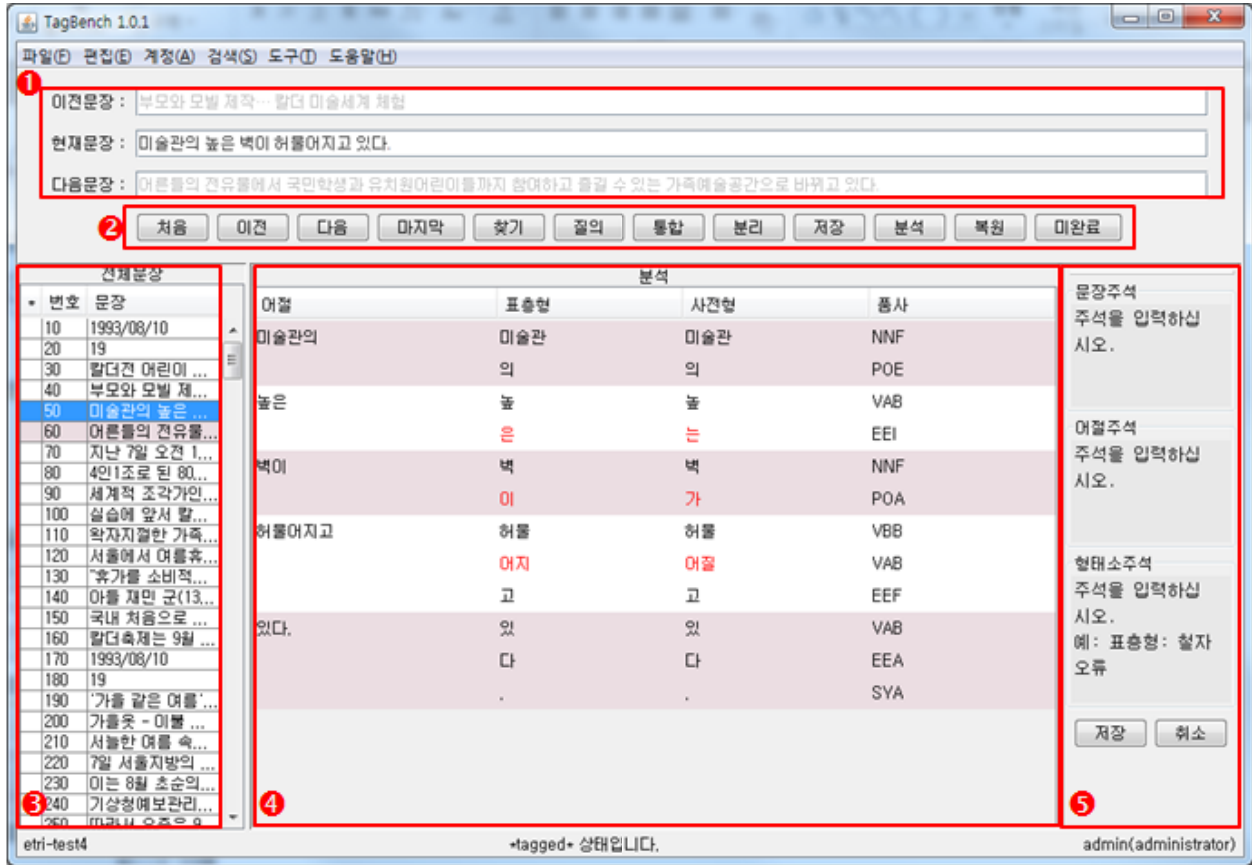 TagBench 1.0.1
파일(F) 편집(E) 계정(A) 검색(S) 도구(T) 도움말(H)
❶
이전문장 : 부모와 모빌 제작… 칼더 미술세계 체험
현재문장 : 미술관의 높은 벽이 허물어지고 있다.
다음문장 : 어른들의 전유물에서 국민학생과 유치원어린이들까지 참여하고 즐길 수 있는 가족예술공간으로 바뀌고 있다.
❷ 처음 이전 다음 마지막 찾기 질의 통합 분리 저장 분석 복원 미완료
전체문장
• 번호 문장
10 1993/08/10
20 19
30 칼더전 어린이 ...
40 부모와 모빌 제...
50 미술관의 높은 ...
60 어른들의 전유물...
70 지난 7일 오전 1...
80 4인1조로 된 80...
90 세계적 조각가인...
100 실습에 앞서 칼...
110 왁자지껄한 가족...
120 서울에서 여름휴...
130 "휴가를 소비적...
140 아들 재민 군(13...
150 국내 처음으로 ...
160 칼더축제는 9월 ...
170 1993/08/10
180 19
190 '가을 같은 여름'...
200 가을옷 - 이불 ...
210 서늘한 여름 속...
220 7일 서울지방의 ...
230 이는 8월 초순의...
240 기상청예보관리...
250 따라서 요즘은 9
❸
분석
어절 표층형 사전형 품사
미술관의 미술관 미술관 NNF
의 의 POE
높은 높 높 VAB
은 는 EEI
벽이 벽 벽 NNF
이 가 POA
허물어지고 허물 허물 VBB
어지 어질 VAB
고 고 EEF
있다. 있 있 VAB
다 다 EEA
. . SYA
❹
문장주석
주석을 입력하십
시오.
어절주석
주석을 입력하십
시오.
형태소주석
주석을 입력하십
시오.
예: 표층형: 철자
오류
저장 취소
❺
etri-test4 *tagged* 상태입니다. admin(administrator)